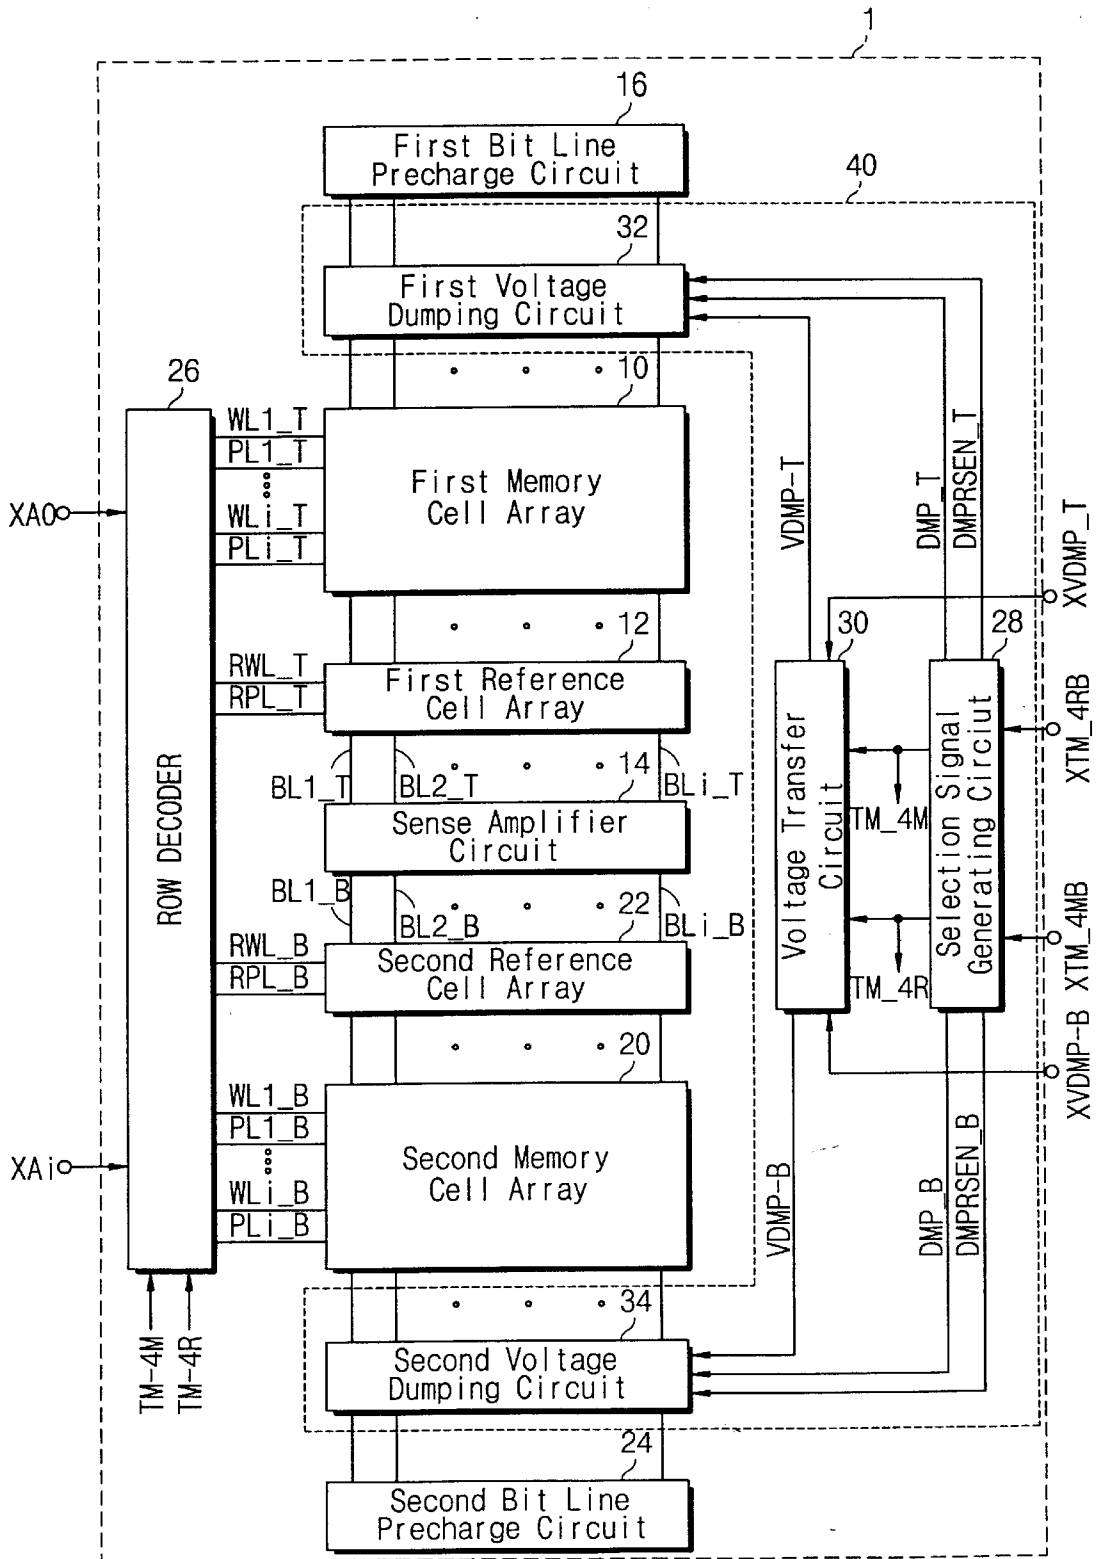 1
16
First Bit Line
Precharge Circuit
40
32
First Voltage
Dumping Circuit
10
26
WL1_T
PL1_T
WLi_T
PLi_T
First Memory
Cell Array
XA0
VDMP-T
DMP_T
DMPRSEN_T
XVDMP_T
12
30
28
RWL_T
RPL_T
First Reference
Cell Array
XTM_4RB
BL1_T
BL2_T
14
BLi_T
Sense Amplifier
Circuit
ROW DECODER
Voltage Transfer
Circuit
TM_4M
Selection Signal
Generating Circiut
BL1_B
BL2_B
22
BLi_B
XTM_4MB
RWL_B
RPL_B
Second Reference
Cell Array
TM_4R
20
XVDMP-B
WL1_B
PL1_B
WLi_B
PLi_B
Second Memory
Cell Array
XAi
VDMP-B
DMP_B
DMPRSEN_B
34
TM-4M
TM-4R
Second Voltage
Dumping Circuit
24
Second Bit Line
Precharge Circuit